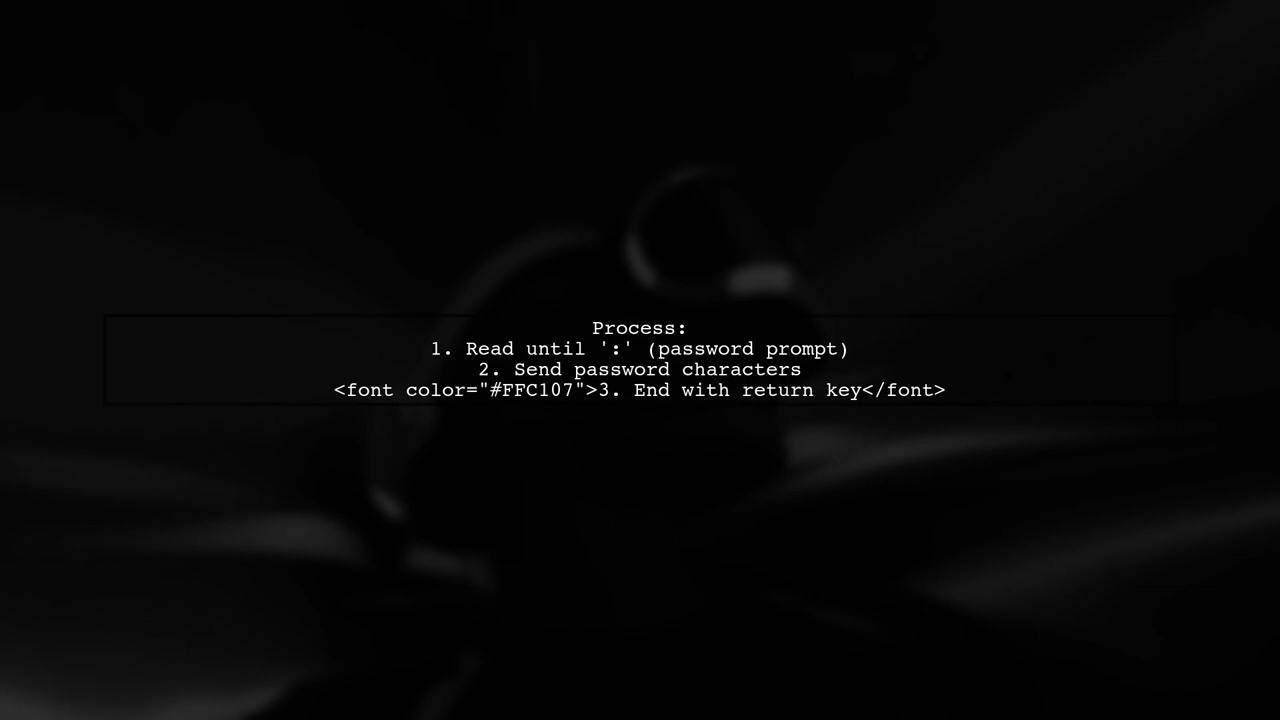 Process:
1. Read until ':' (password prompt)
2. Send password characters
<font color="#FFC107">3. End with return key</font>